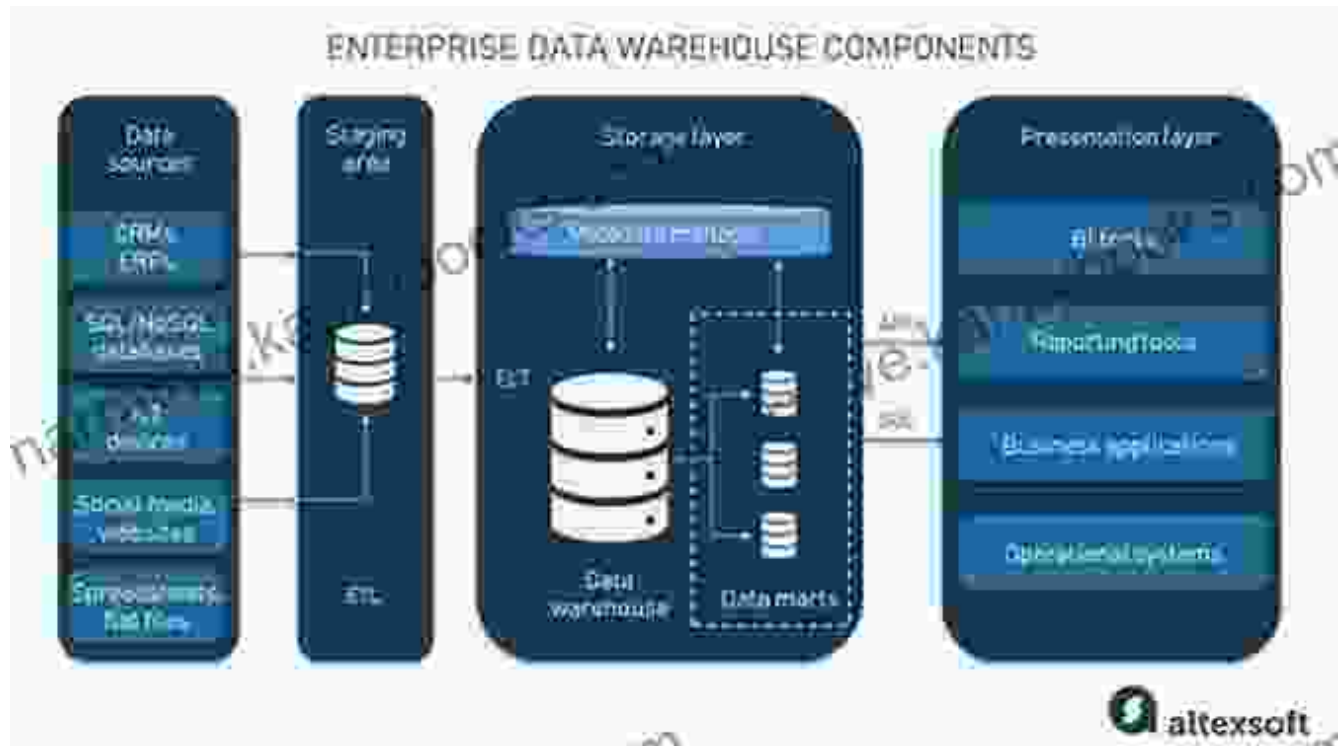 ENTERPRISE DATA WAREHOUSE COMPONENTS
Data
sources
CRMs,
ERPs,
SQL/NoSQL
databases
devices
Social media,
websites
Spreadsheets,
flat files
Staging
area
ETL
Storage layer
ELT
Data
warehouse
Data marts
Presentation layer
BI tools
Reporting tools
Business applications
Operational systems
altexsoft